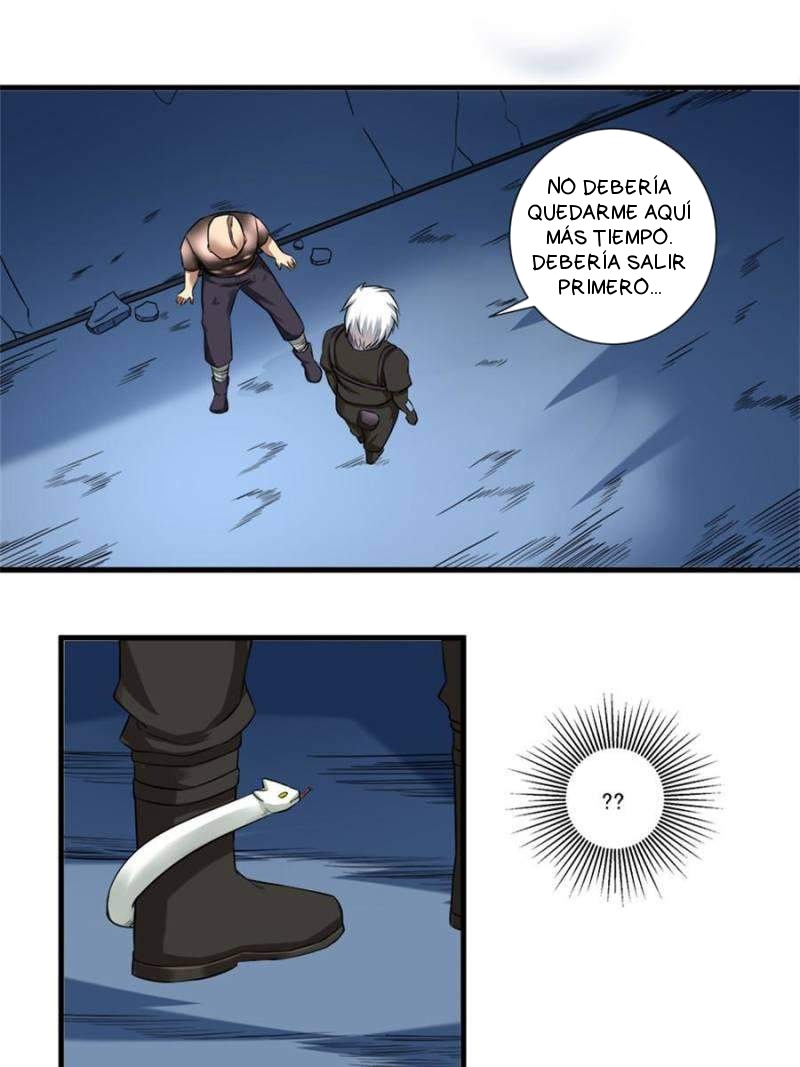 NO DEBERÍA
QUEDARME AQUÍ
MÁS TIEMPO.
DEBERÍA SALIR
PRIMERO...
??